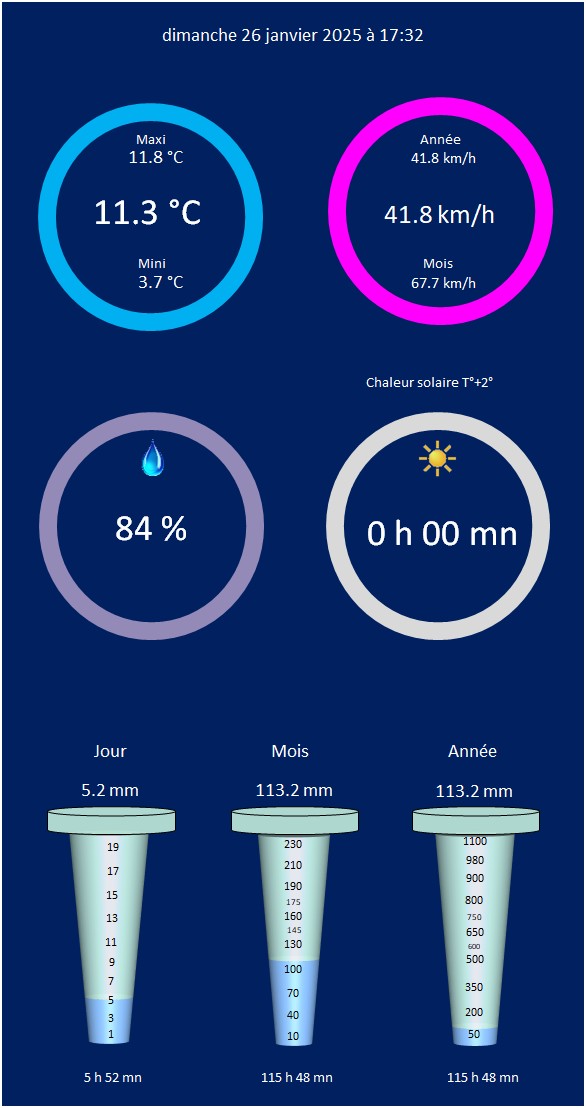 dimanche 26 janvier 2025 à 17:32
Maxi
11.8 °C
11.3 °C
Mini
3.7 °C
Année
41.8 km/h
41.8 km/h
Mois
67.7 km/h
Chaleur solaire T°+2°
84 %
0 h 00 mn
Jour
5.2 mm
19
17
15
13
11
9
7
5
3
1
5 h 52 mn
Mois
113.2 mm
230
210
190
175
160
145
130
100
70
40
10
115 h 48 mn
Année
113.2 mm
1100
980
900
800
750
650
600
500
350
200
50
115 h 48 mn